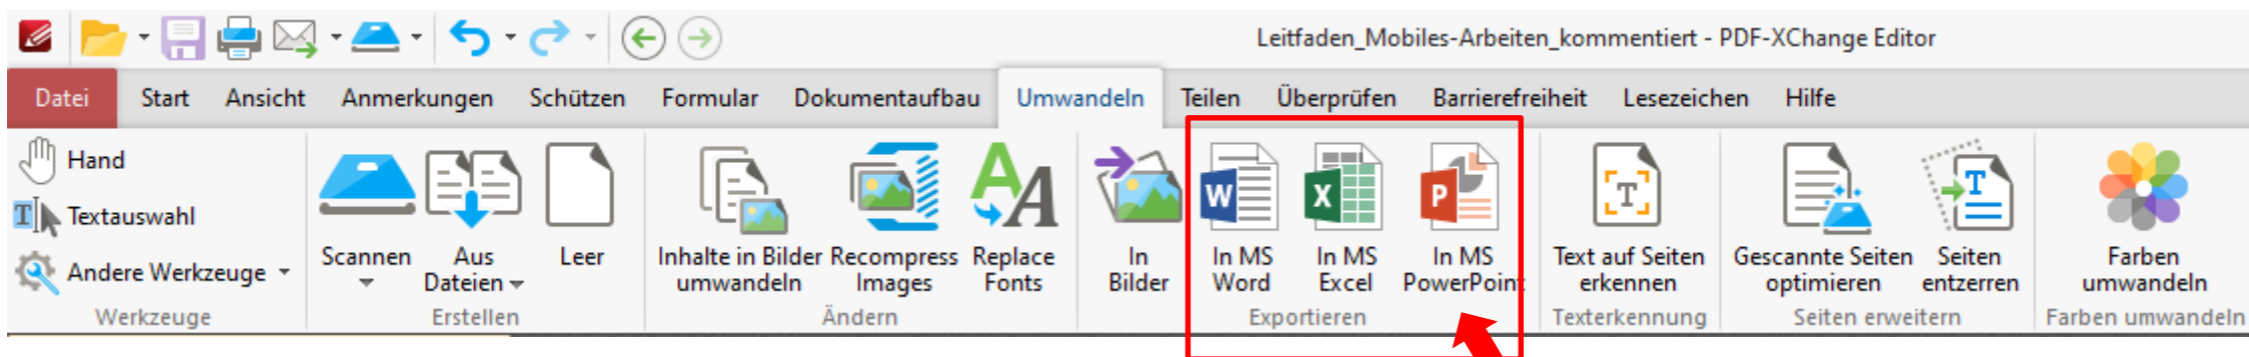 Leitfaden_Mobiles-Arbeiten_kommentiert - PDF-XChange Editor
Datei Start Ansicht Anmerkungen Schützen Formular Dokumentaufbau Umwandeln Teilen Überprüfen Barrierefreiheit Lesezeichen Hilfe
Hand
Textauswahl
Andere Werkzeuge
Werkzeuge
Scannen
Aus
Dateien
Leer
Erstellen
Inhalte in Bilder
umwandeln
Recompress
Images
Replace
Fonts
Ändern
In
Bilder
In MS
Word
In MS
Excel
In MS
PowerPoint
Exportieren
Text auf Seiten
erkennen
Texterkennung
Gescannte Seiten
optimieren
Seiten
entzerren
Seiten erweitern
Farben
umwandeln
Farben umwandeln